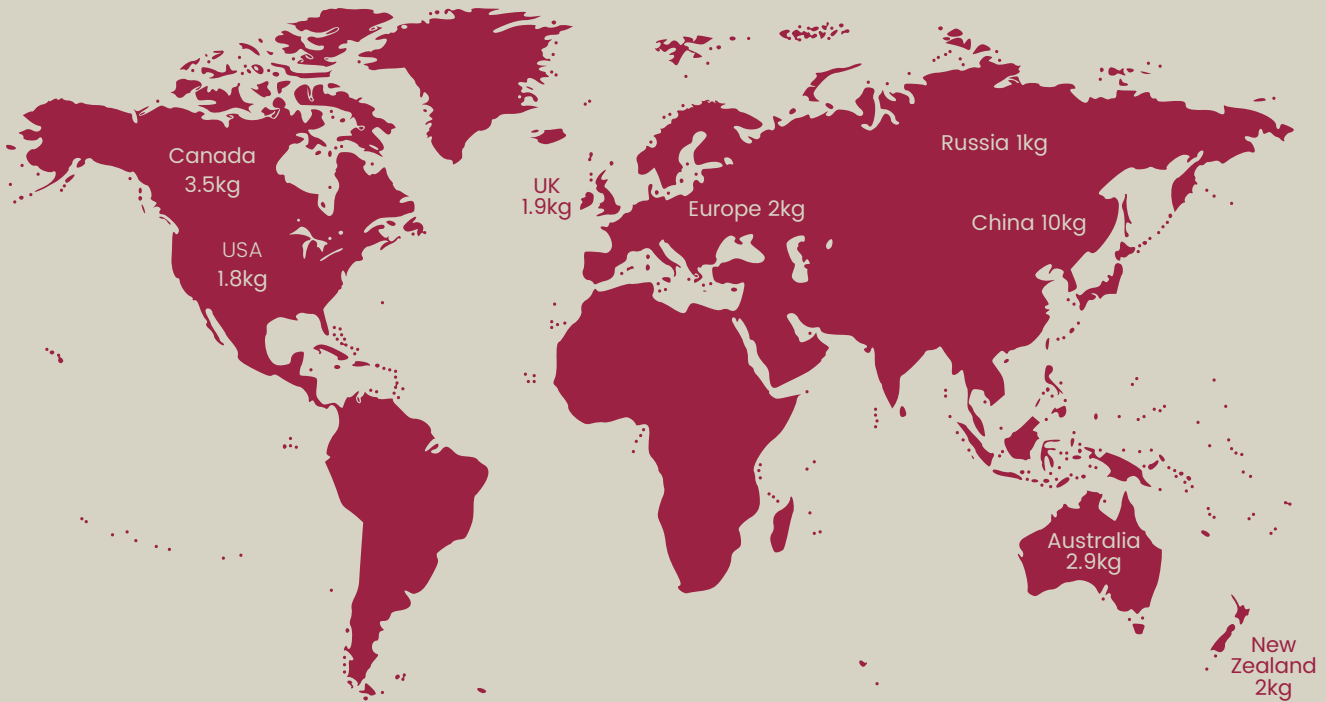 Canada
3.5kg
USA
1.8kg
UK
1.9kg
Europe 2kg
Russia 1kg
China 10kg
Australia
2.9kg
New
Zealand
2kg